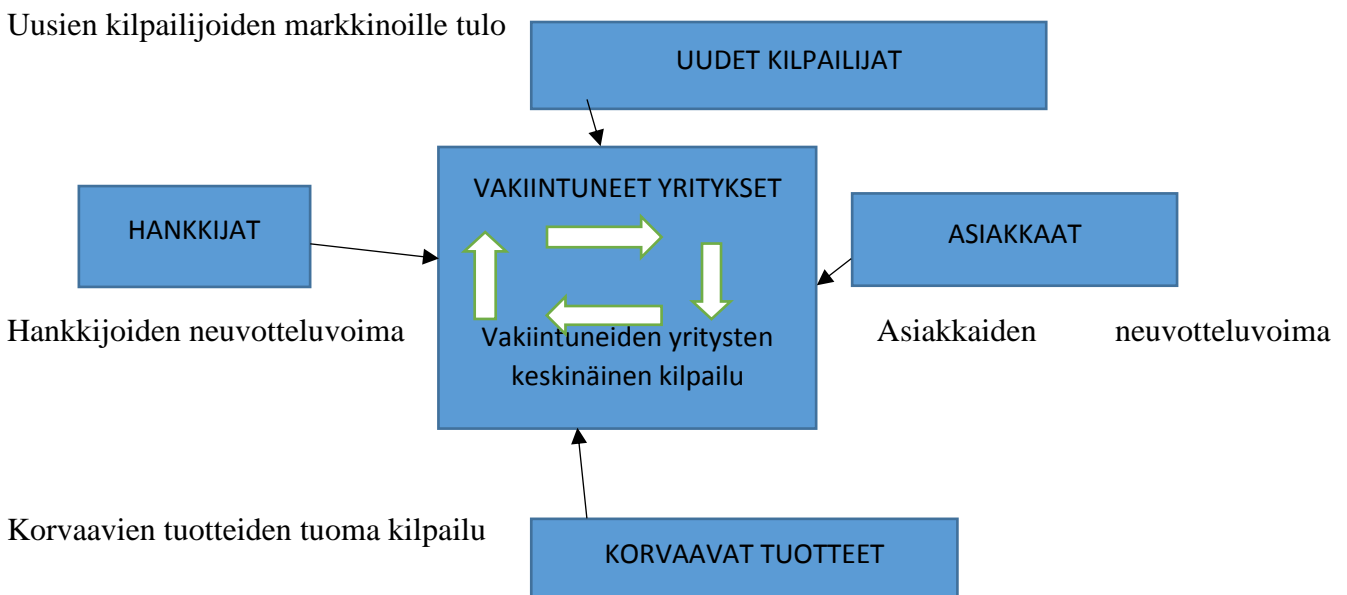 Uusien kilpailijoiden markkinoille tulo
UUDET KILPAILIJAT
VAKIINTUNEET YRITYKSET
HANKKIJAT
ASIAKKAAT
Hankkijoiden neuvotteluvoima
Vakiintuneiden yritysten
keskinäinen kilpailu
Asiakkaiden neuvotteluvoima
Korvaavien tuotteiden tuoma kilpailu
KORVAAVAT TUOTTEET